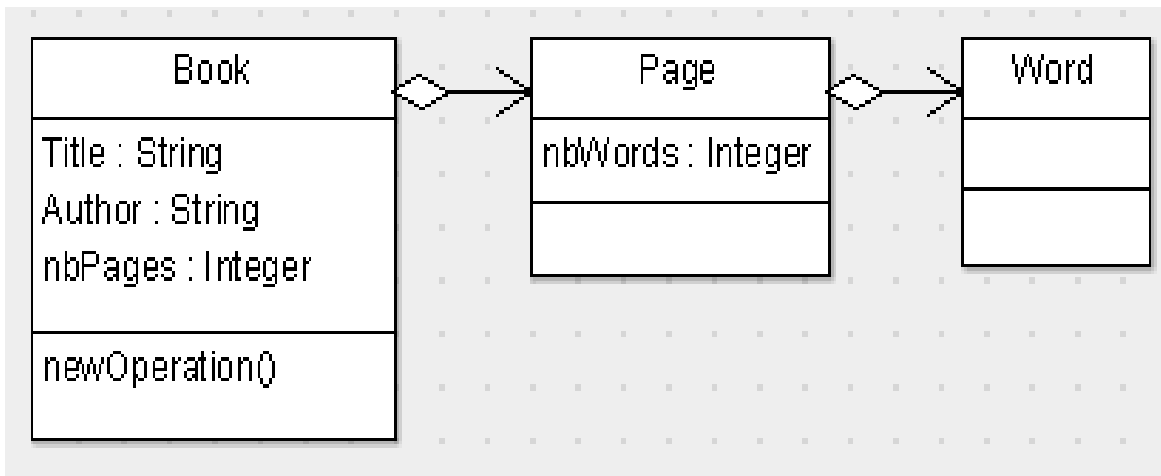 Book
Title : String
Author : String
nbPages : Integer
newOperation()
Page
nbWords : Integer
Word